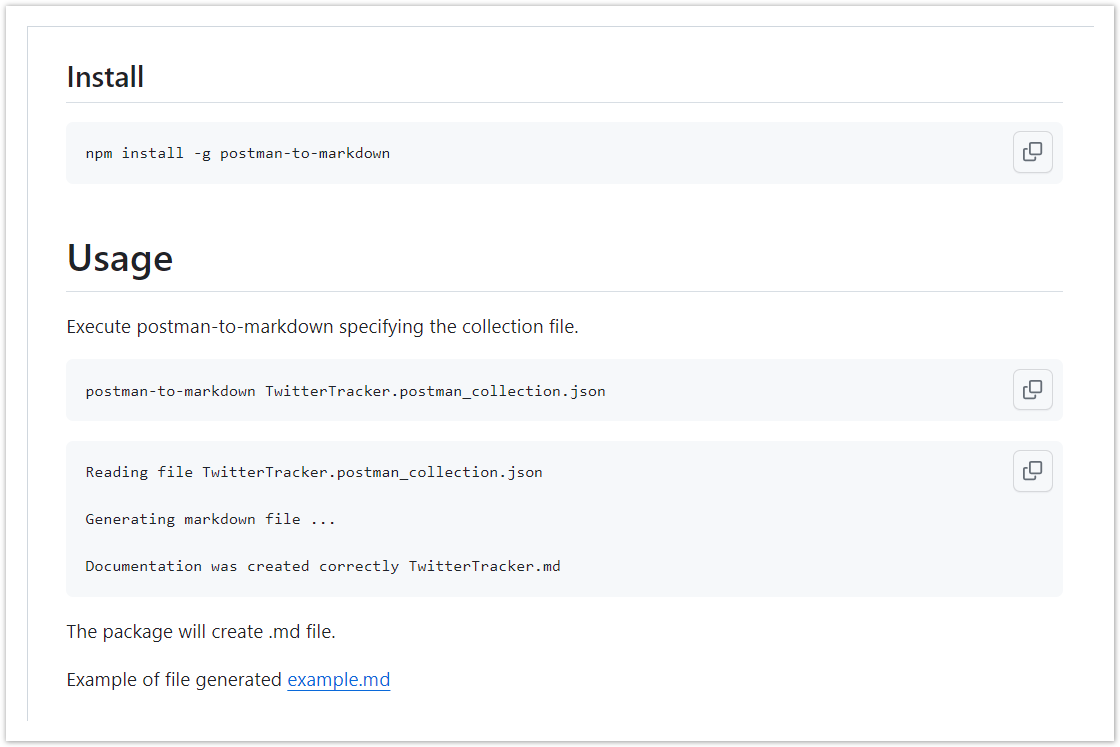 Install
npm install -g postman-to-markdown
Usage
Execute postman-to-markdown specifying the collection file.
postman-to-markdown TwitterTracker.postman_collection.json
Reading file TwitterTracker.postman_collection.json
Generating markdown file ...
Documentation was created correctly TwitterTracker.md
The package will create .md file.
Example of file generated example.md